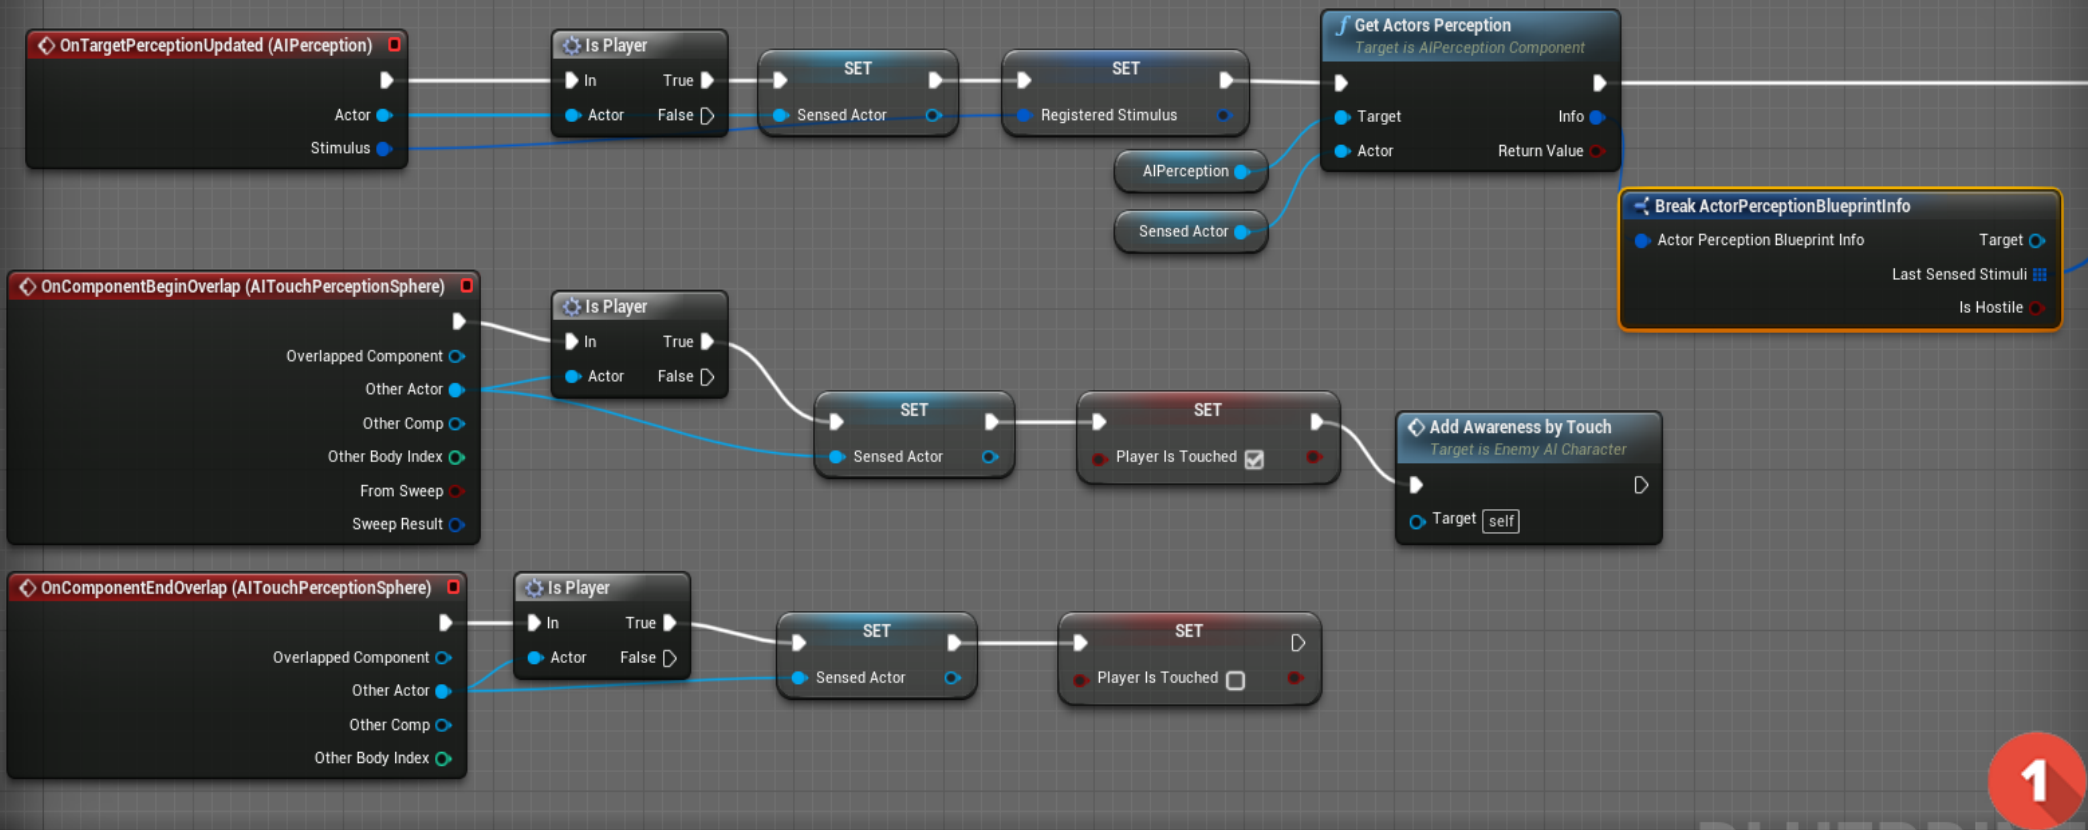 OnTargetPerceptionUpdated (AIPerception)
Actor
Stimulus
Is Player
In True
Actor False
SET
Sensed Actor
SET
Registered Stimulus
AIPerception
Sensed Actor
Get Actors Perception
Target is AIPerception Component
Target Info
Actor Return Value
Break ActorPerceptionBlueprintInfo
Actor Perception Blueprint Info Target
Last Sensed Stimuli
Is Hostile
OnComponentBeginOverlap (AITouchPerceptionSphere)
Overlapped Component
Other Actor
Other Comp
Other Body Index
From Sweep
Sweep Result
Is Player
In True
Actor False
SET
Sensed Actor
SET
Player Is Touched
Add Awareness by Touch
Target is Enemy AI Character
Target self
OnComponentEndOverlap (AITouchPerceptionSphere)
Overlapped Component
Other Actor
Other Comp
Other Body Index
Is Player
In True
Actor False
SET
Sensed Actor
SET
Player Is Touched
1